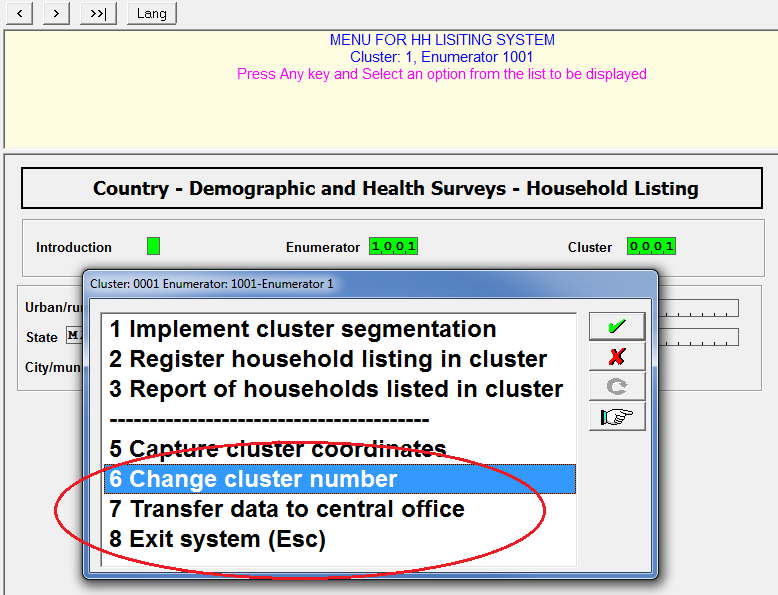 < > >>| Lang
MENU FOR HH LISITING SYSTEM
Cluster: 1, Enumerator 1001
Press Any key and Select an option from the list to be displayed
Country - Demographic and Health Surveys - Household Listing
Introduction Enumerator 1001 Cluster 0001
Cluster: 0001 Enumerator: 1001-Enumerator 1
Urban/ru
State M
City/mun
1 Implement cluster segmentation
2 Register household listing in cluster
3 Report of households listed in cluster
----------------------------------------
5 Capture cluster coordinates
6 Change cluster number
7 Transfer data to central office
8 Exit system (Esc)